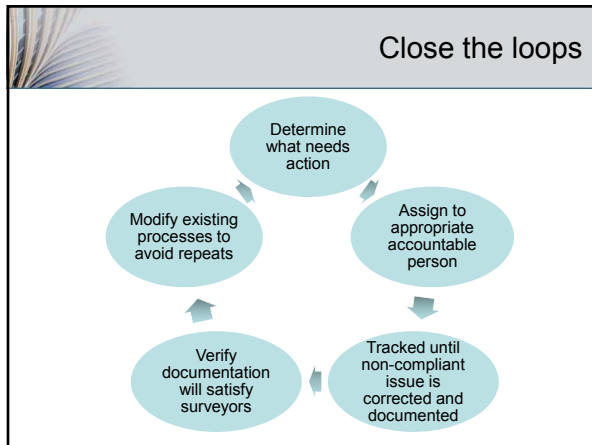 Close the loops
Determine
what needs
action
Assign to
appropriate
accountable
person
Tracked until
non-compliant
issue is
corrected and
documented
Verify
documentation
will satisfy
surveyors
Modify existing
processes to
avoid repeats